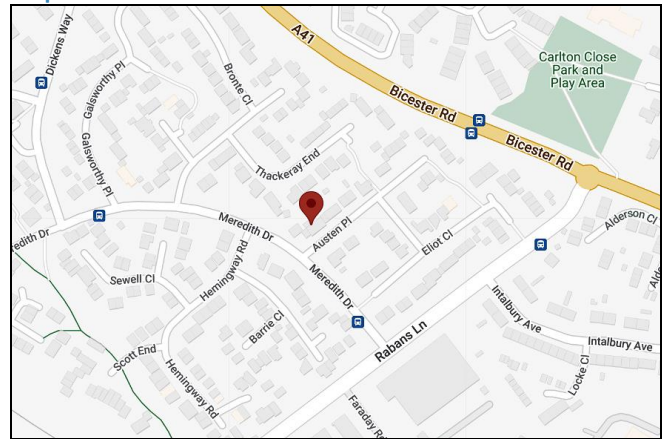 A41
Dickens Way
Galsworthy Pl
Bronte Cl
Carlton Close
Park and
Play Area
Bicester Rd
Bicester Rd
Galsworthy Pl
Thackeray End
Meredith Dr
Austen Pl
Alderson Cl
redith Dr
Eliot Cl
Sewell Cl
Hemingway Rd
Meredith Dr
Ald
Barrie Cl
Intalbury Ave
Rabans Ln
Intalbury Ave
Scott End
Hemingway Rd
Locke Cl
Faraday R